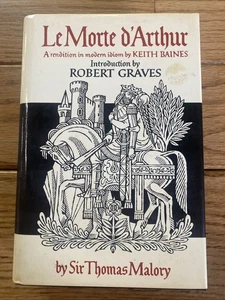 Le Morte d'Arthur
A rendition in modern idiom by KEITH BAINES
Introduction by
ROBERT GRAVES
by Sir Thomas Malory